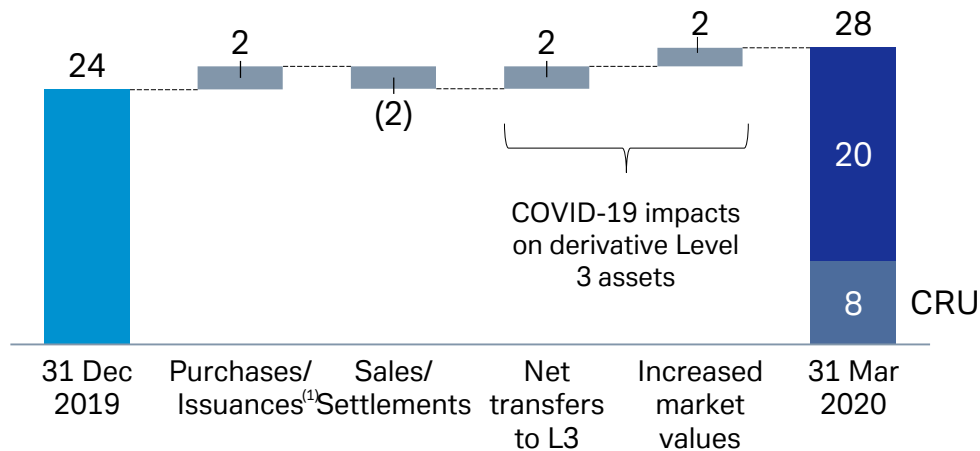 24
2
(2)
2
2
28
20
8
CRU
COVID-19 impacts
on derivative Level
3 assets
31 Dec
2019
Purchases/
Issuances(1)
Sales/
Settlements
Net
transfers
to L3
Increased
market
values
31 Mar
2020